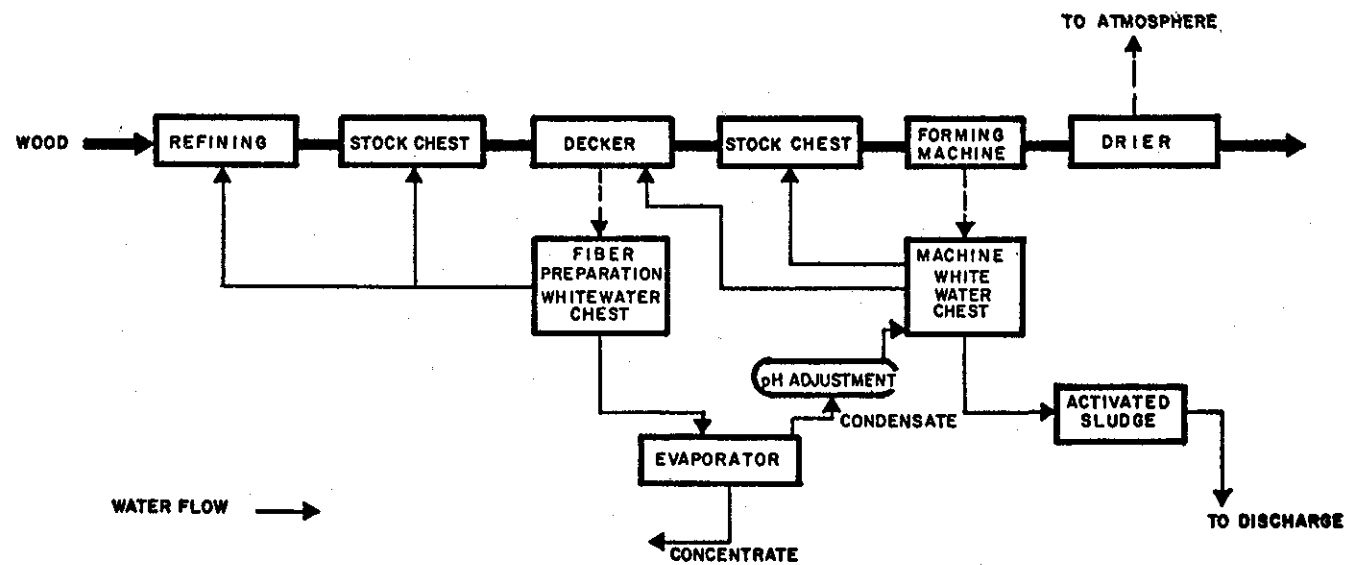 TO ATMOSPHERE
WOOD
REFINING
STOCK CHEST
DECKER
STOCK CHEST
FORMING
MACHINE
DRIER
FIBER
PREPARATION
WHITEWATER
CHEST
MACHINE
WHITE
WATER
CHEST
pH ADJUSTMENT
CONDENSATE
ACTIVATED
SLUDGE
EVAPORATOR
WATER FLOW
TO DISCHARGE
CONCENTRATE